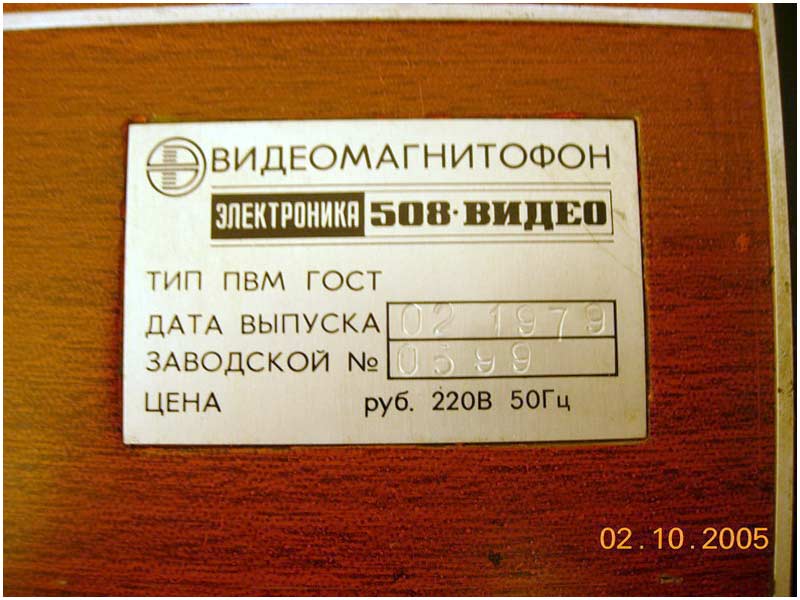 ВИДЕОМАГНИТОФОН
ЭЛЕКТРОНИКА 508·ВИДЕО
ТИП ПВМ ГОСТ
ДАТА ВЫПУСКА 02 1979
ЗАВОДСКОЙ № 0599
ЦЕНА руб. 220В 50Гц
02.10.2005